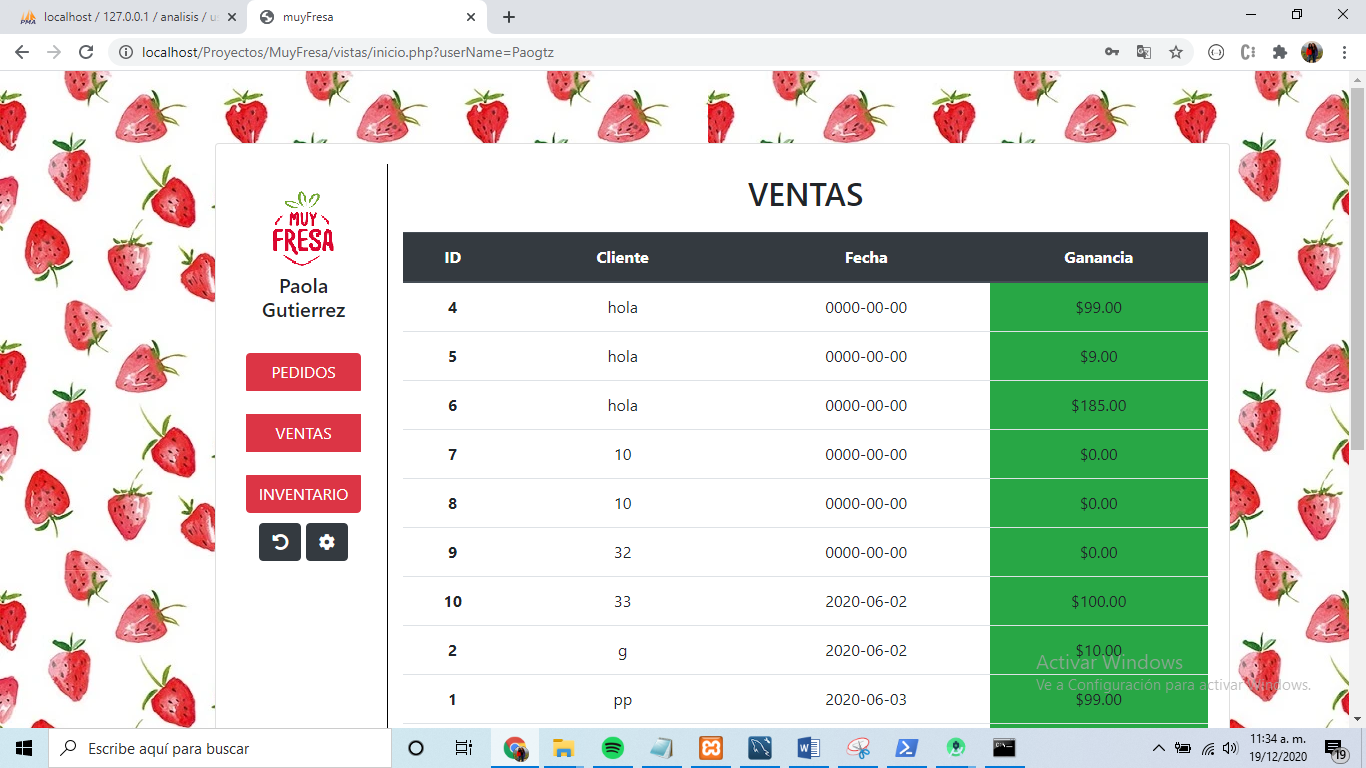 localhost / 127.0.0.1 / analisis / u
muyFresa
localhost/Proyectos/MuyFresa/vistas/inicio.php?userName=Paogtz
MUY
FRESA
Paola
Gutierrez
PEDIDOS
VENTAS
INVENTARIO
VENTAS
ID Cliente Fecha Ganancia
4 hola 0000-00-00 $99.00
5 hola 0000-00-00 $9.00
6 hola 0000-00-00 $185.00
7 10 0000-00-00 $0.00
8 10 0000-00-00 $0.00
9 32 0000-00-00 $0.00
10 33 2020-06-02 $100.00
2 g 2020-06-02 $10.00
1 pp 2020-06-03 $99.00
Activar Windows
Ve a Configuración para activar Windows.
Escribe aquí para buscar
11:34 a. m.
19/12/2020
19